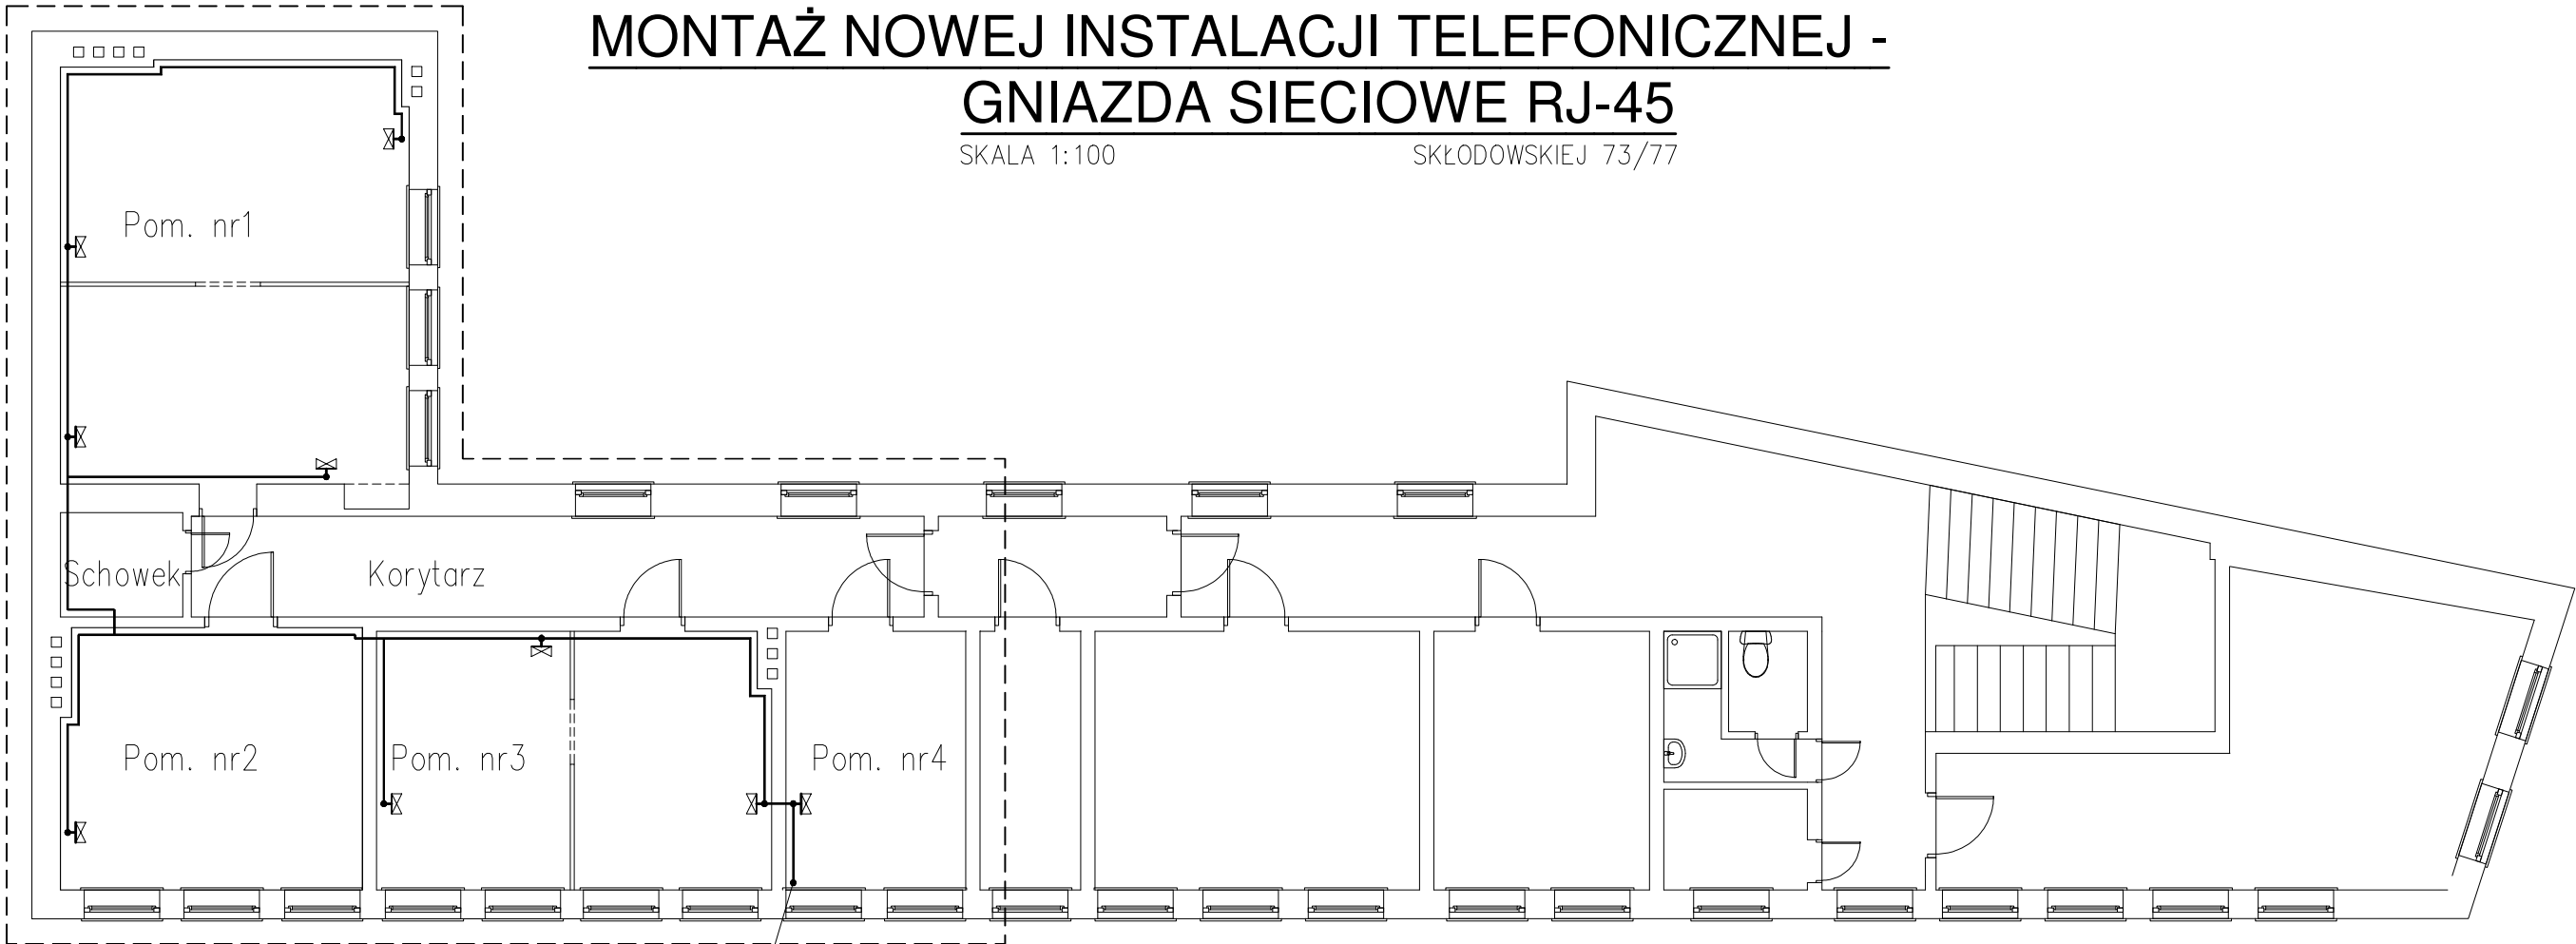 MONTAŻ NOWEJ INSTALACJI TELEFONICZNEJ -
GNIAZDA SIECIOWE RJ-45
SKALA 1:100 SKŁODOWSKIEJ 73/77
Pom. nr1
Schowek Korytarz
Pom. nr2 Pom. nr3 Pom. nr4